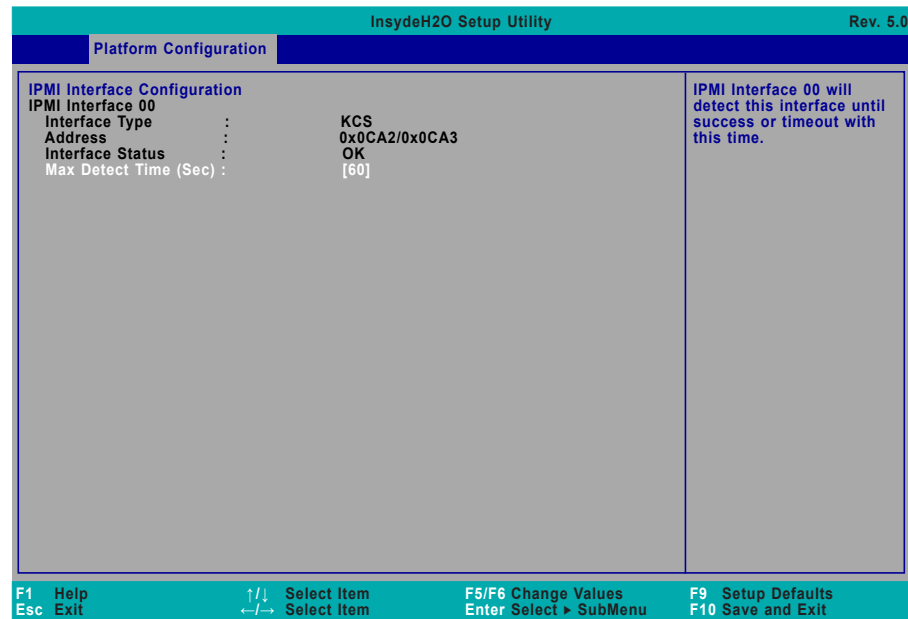 InsydeH2O Setup Utility Rev. 5.0
Platform Configuration
IPMI Interface Configuration
IPMI Interface 00
Interface Type : KCS
Address : 0x0CA2/0x0CA3
Interface Status : OK
Max Detect Time (Sec) : [60]
IPMI Interface 00 will
detect this interface until
success or timeout with
this time.
F1 Help ↑/↓ Select Item F5/F6 Change Values F9 Setup Defaults
Esc Exit ←/→ Select Item Enter Select ▶ SubMenu F10 Save and Exit